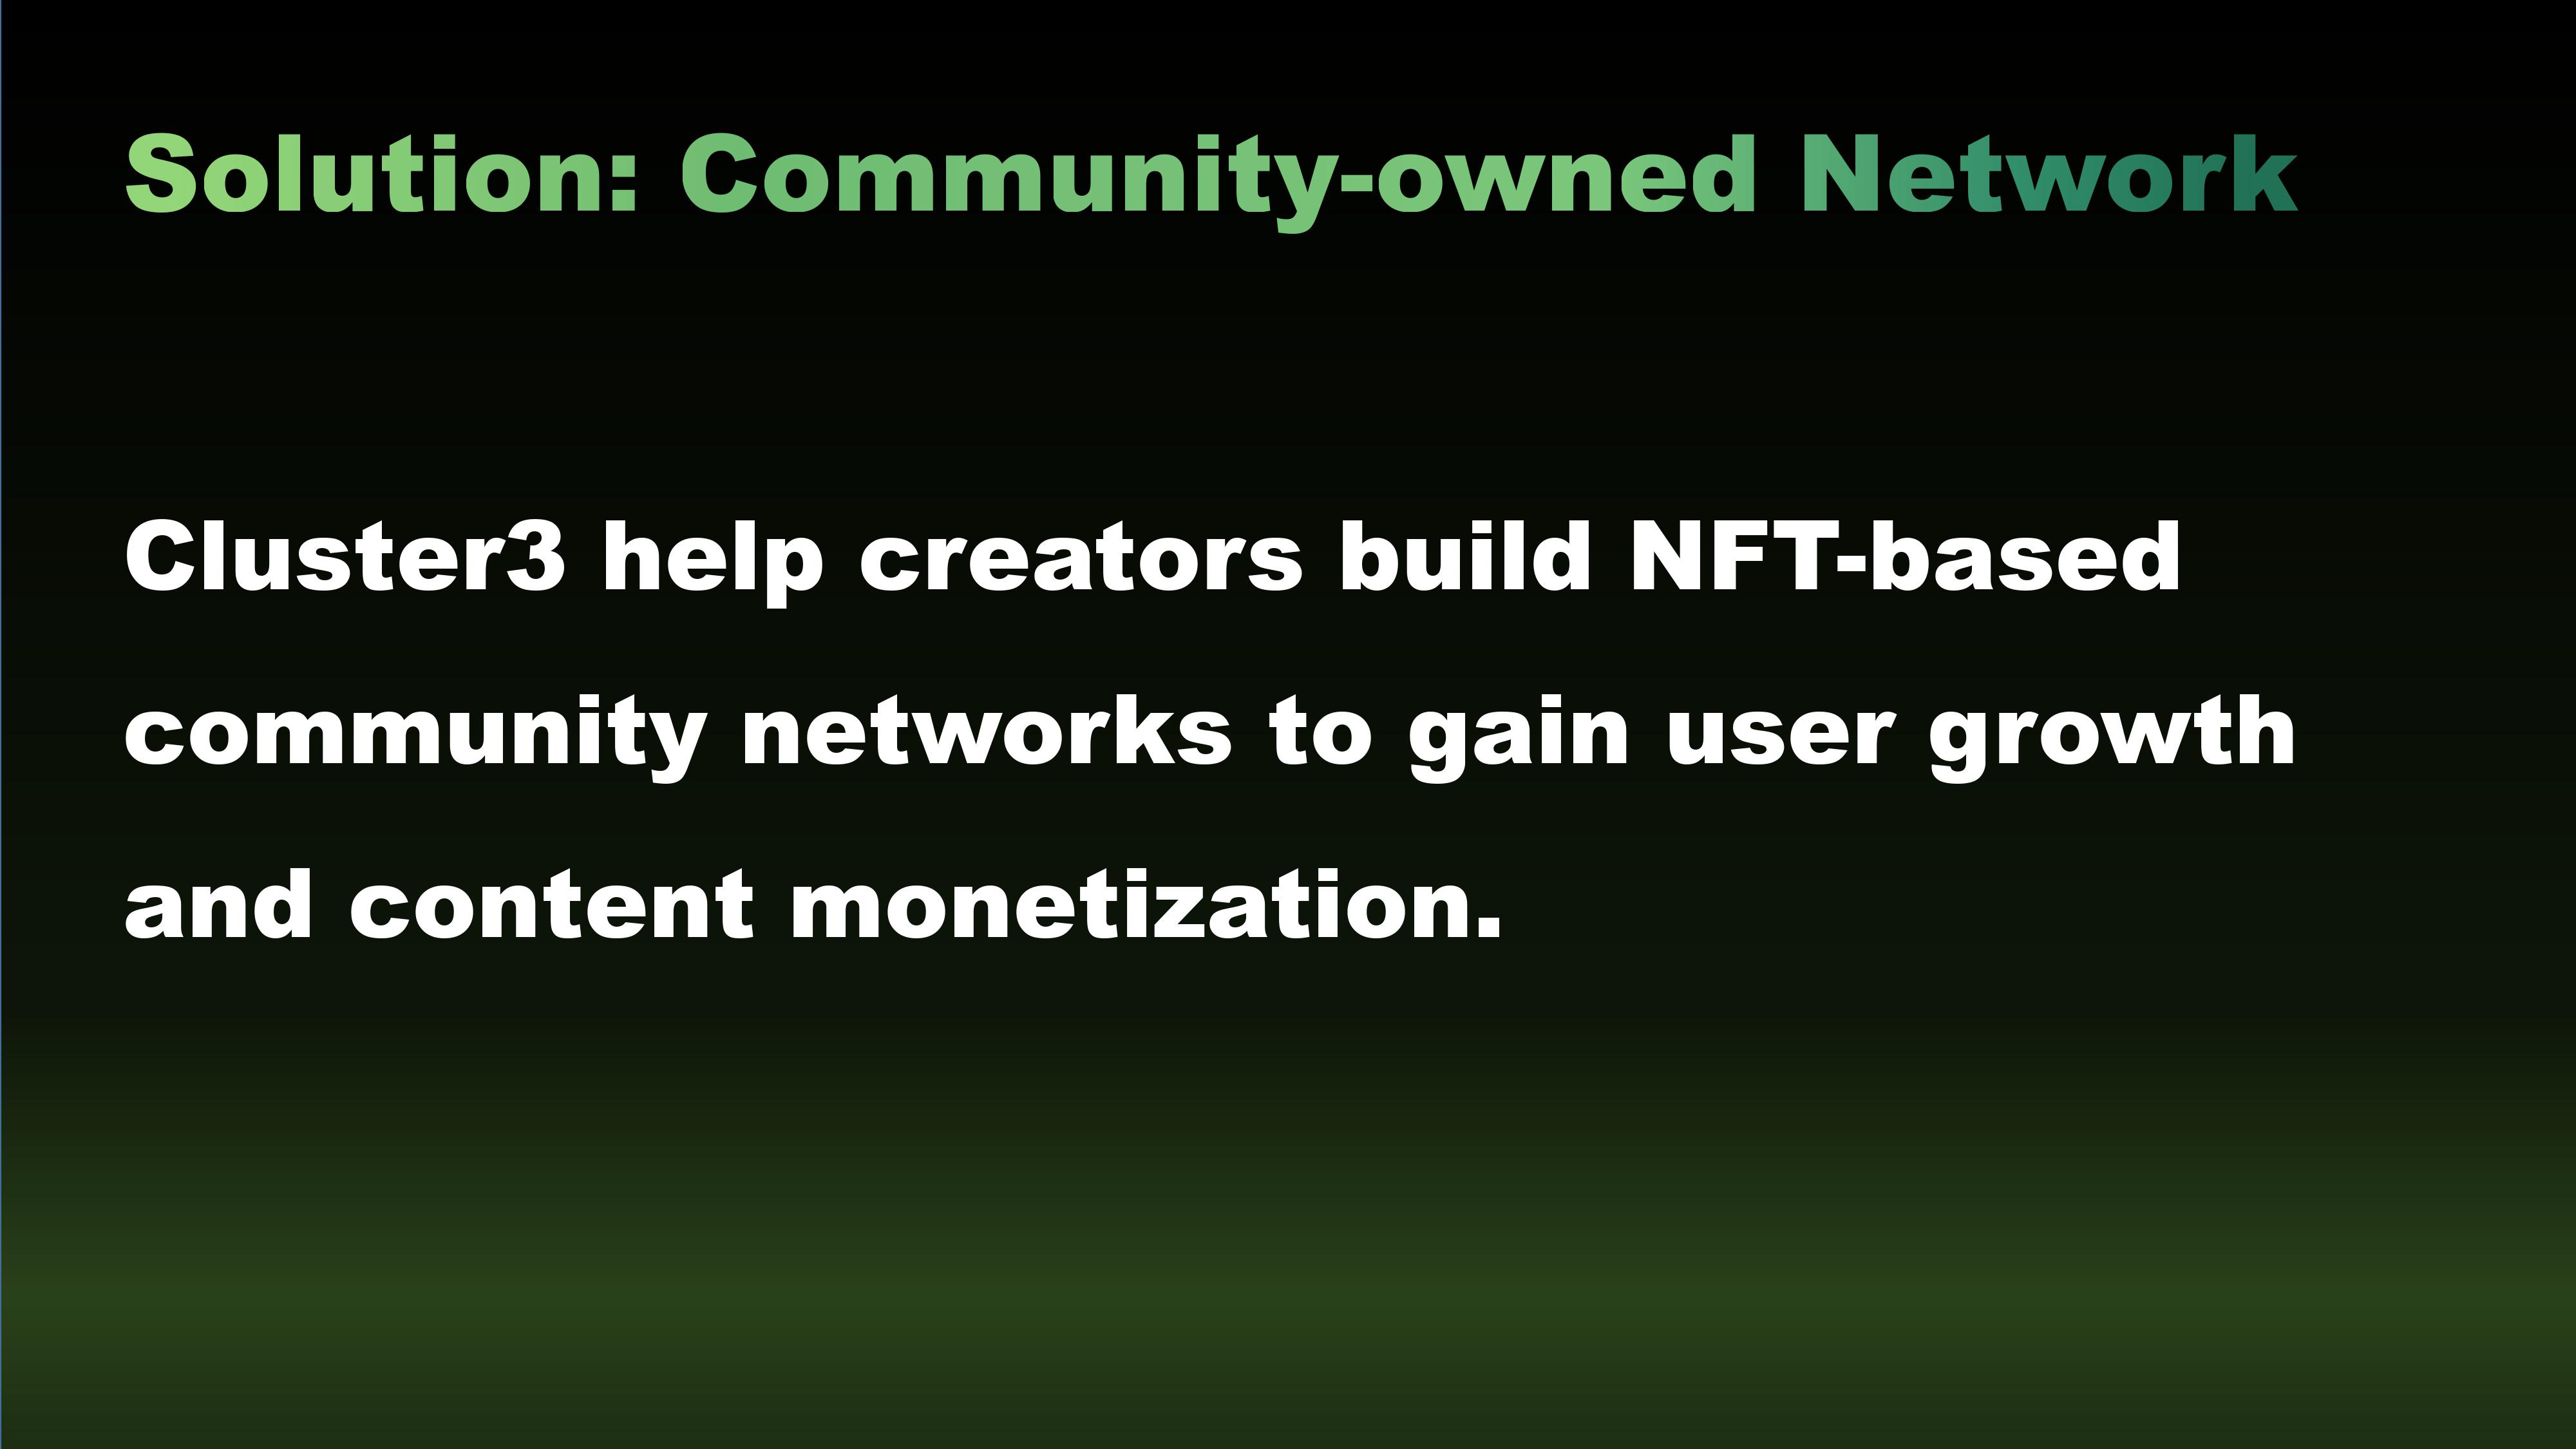 Solution: Community-owned Network
Cluster3 help creators build NFT-based
community networks to gain user growth
and content monetization.